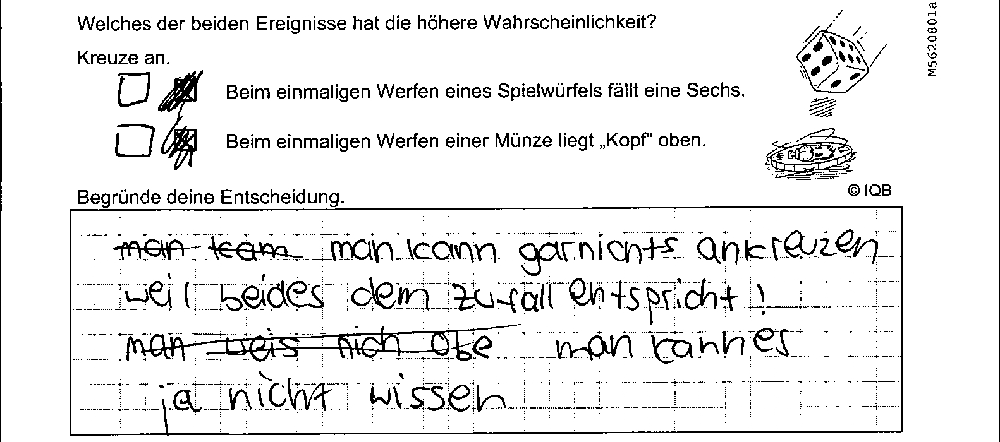 Welches der beiden Ereignisse hat die höhere Wahrscheinlichkeit?
Kreuze an.
Beim einmaligen Werfen eines Spielwürfels fällt eine Sechs.
Beim einmaligen Werfen einer Münze liegt „Kopf“ oben.
M5620801a
Begründe deine Entscheidung.
© IQB
man kam man kann garnichts ankreuzen
weil beides dem zufall entspricht!
man weis nich obe man kann es
ja nicht wissen